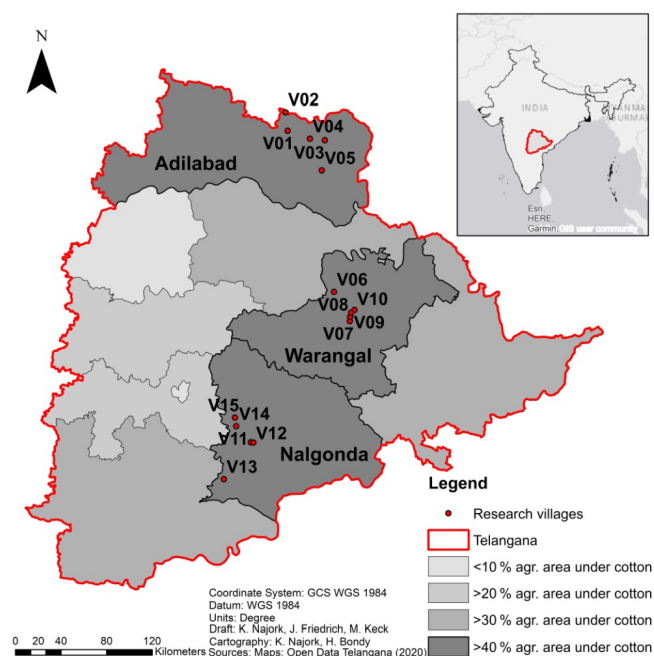 N
V02
V04
V01
V03
V05
Adilabad
INDIA
Esri,
HERE,
Garmin, GIS user community
V06
V08
V10
V09
V07
Warangal
V15
V14
V11
V12
V13
Nalgonda
Legend
Research villages
Telangana
<10 % agr. area under cotton
>20 % agr. area under cotton
>30 % agr. area under cotton
>40 % agr. area under cotton
Coordinate System: GCS WGS 1984
Datum: WGS 1984
Units: Degree
Draft: K. Najork, J. Friedrich, M. Keck
Cartography: K. Najork, H. Bondy
Sources: Maps: Open Data Telangana (2020)
0 20 40 80 120
Kilometers